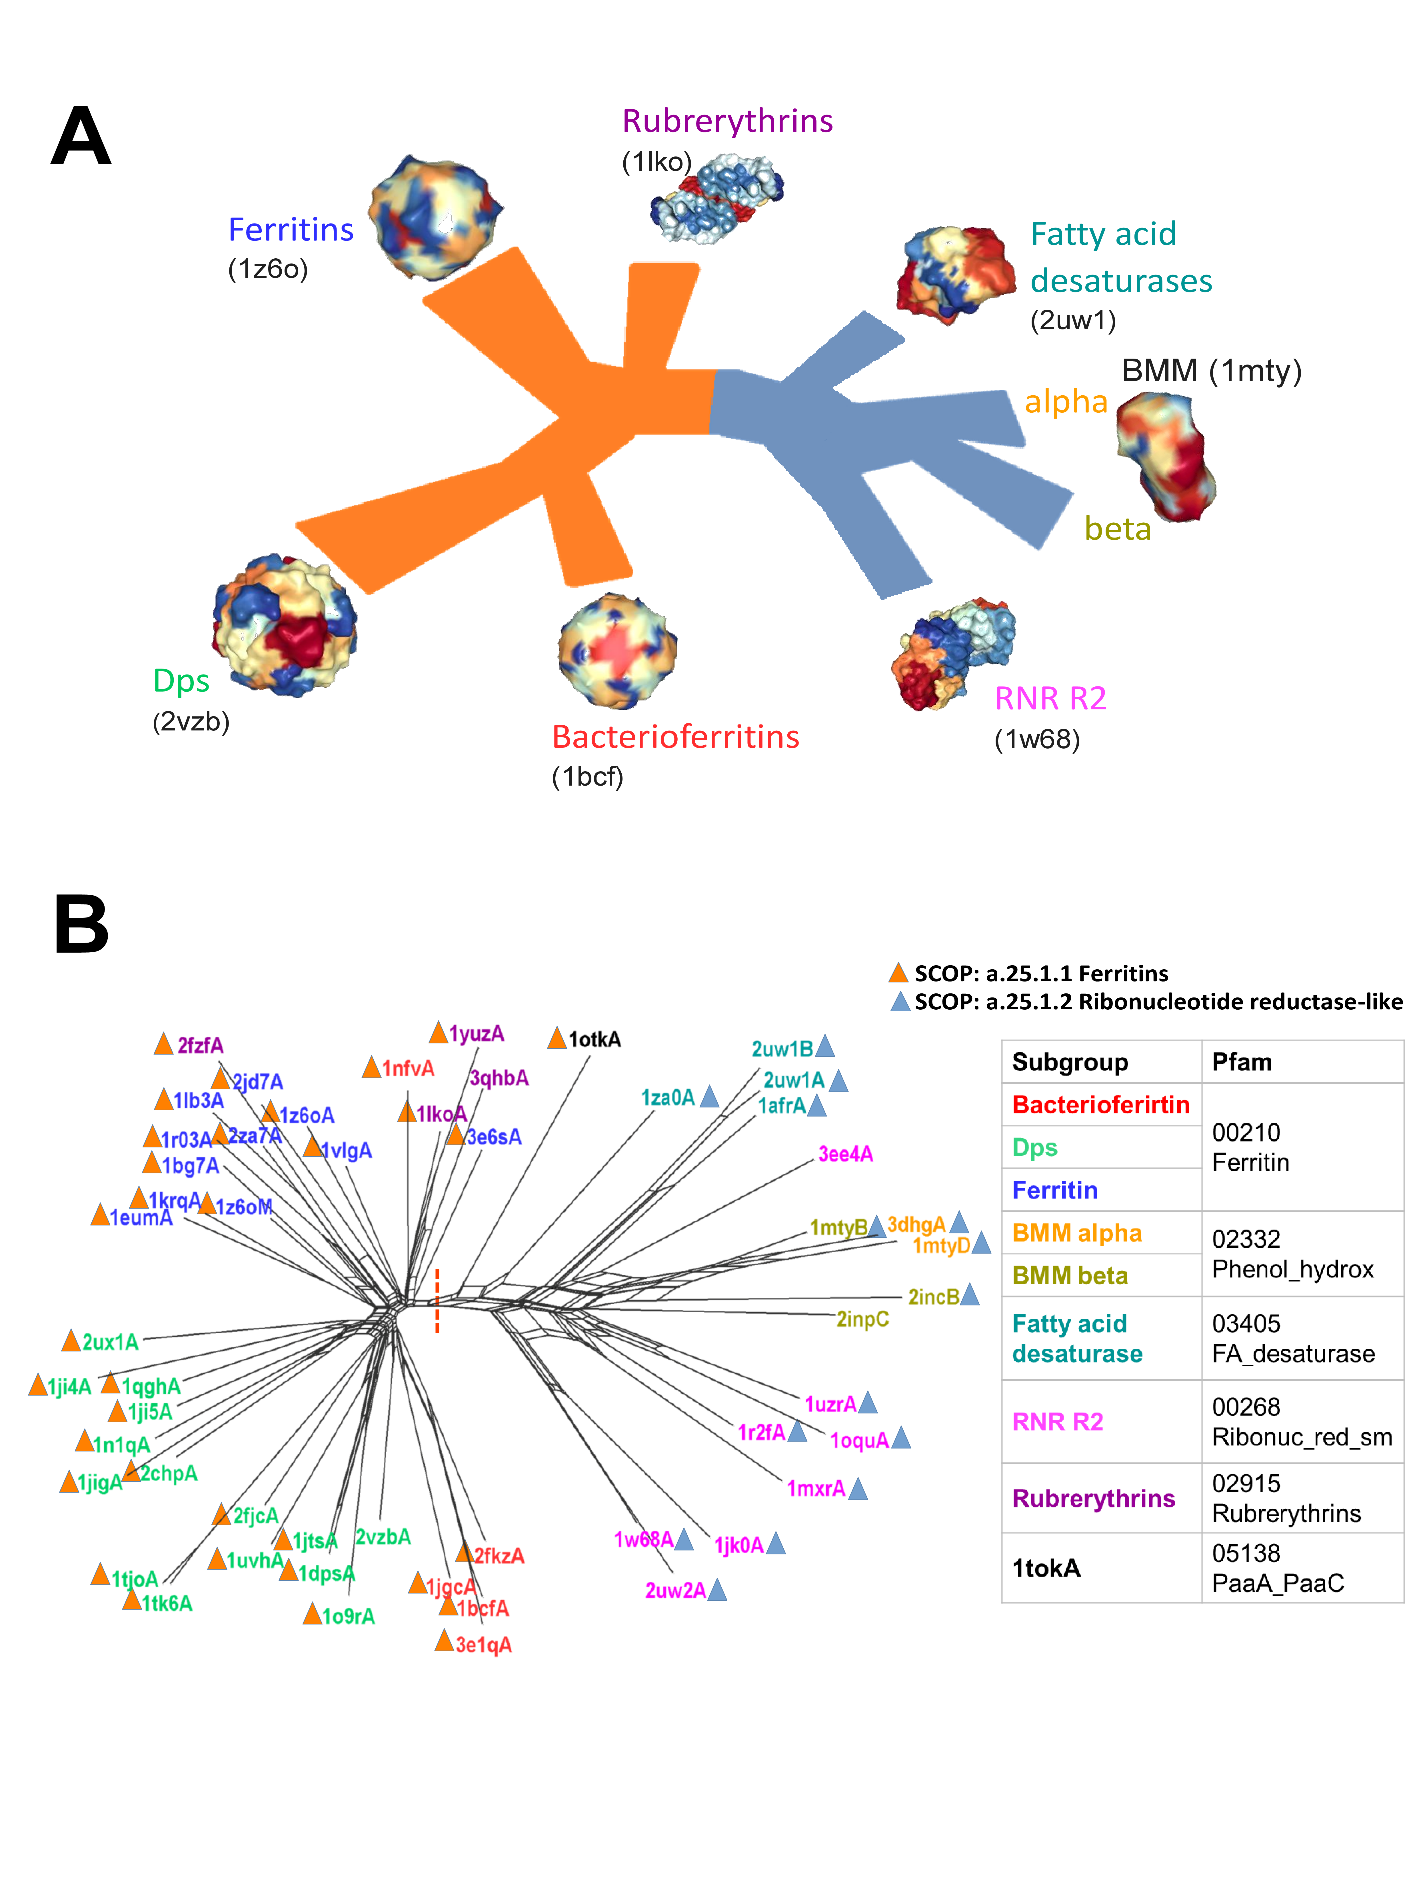 A
Rubrerythrins
(1lko)
Ferritins
(1z6o)
Fatty acid
desaturases
(2uw1)
BMM (1mty)
alpha
beta
Dps
(2vzb)
Bacterioferritins
(1bcf)
RNR R2
(1w68)
B
SCOP: a.25.1.1 Ferritins
SCOP: a.25.1.2 Ribonucleotide reductase-like
2fzfA
1yuzA
1otkA
2uw1B
2jd7A
1nfvA
3qhbA
2uw1A
1lb3A
1z6oA
1lkoA
1za0A
1afrA
1r03A
2za7A
1vlgA
3e6sA
1bg7A
3ee4A
1krqA
1z6oM
1eumA
1mtyB
3dhgA
1mtyD
2incB
2inpC
2ux1A
1ji4A
1qghA
1ji5A
1uzrA
1n1qA
1r2fA
1oquA
1jigA
2chpA
1mxrA
2fjcA
1jtsA
2vzbA
1w68A
1jk0A
1uvhA
1dpsA
2fkzA
1tjoA
1jgcA
2uw2A
1tk6A
1o9rA
1bcfA
3e1qA
Subgroup Pfam
Bacterioferirtin
Dps
Ferritin
00210
Ferritin
BMM alpha
BMM beta
02332
Phenol_hydrox
Fatty acid
desaturase
03405
FA_desaturase
RNR R2
00268
Ribonuc_red_sm
Rubrerythrins
02915
Rubrerythrins
1tokA
05138
PaaA_PaaC